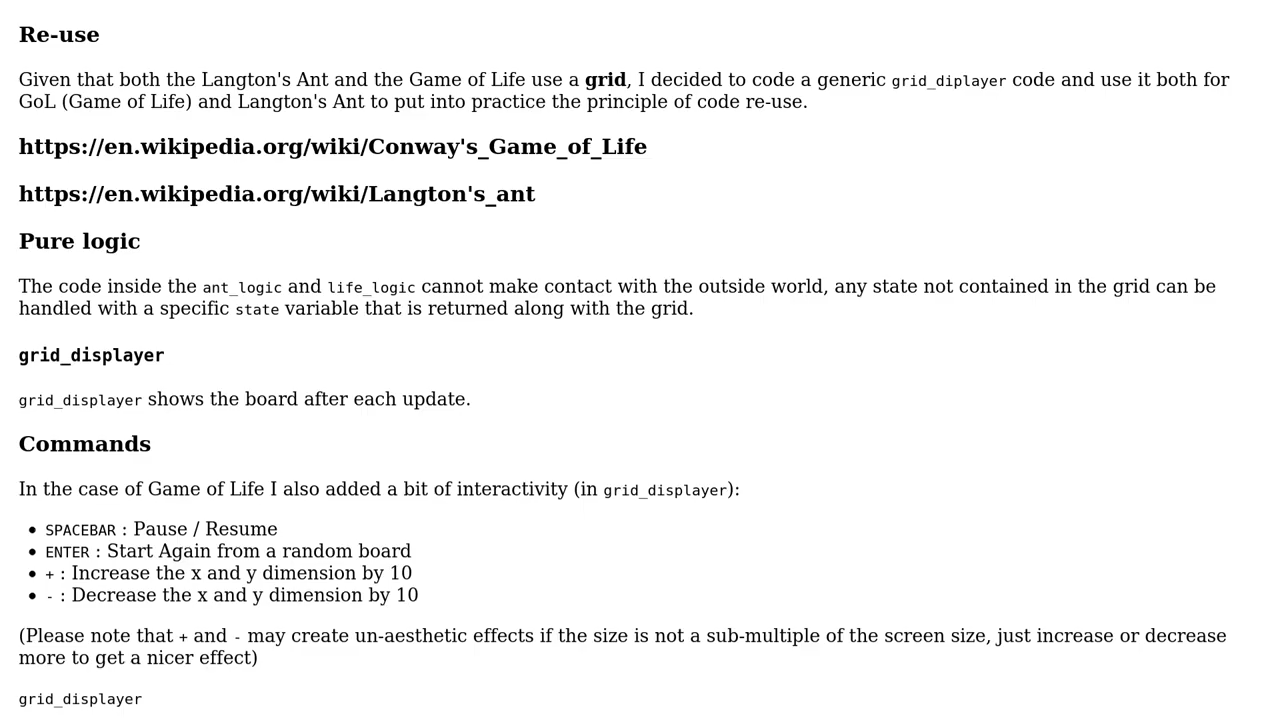 Re-use
Given that both the Langton's Ant and the Game of Life use a grid, I decided to code a generic grid_diplayer code and use it both for
GoL (Game of Life) and Langton's Ant to put into practice the principle of code re-use.
https://en.wikipedia.org/wiki/Conway's_Game_of_Life
https://en.wikipedia.org/wiki/Langton's_ant
Pure logic
The code inside the ant_logic and life_logic cannot make contact with the outside world, any state not contained in the grid can be
handled with a specific state variable that is returned along with the grid.
grid_displayer
grid_displayer shows the board after each update.
Commands
In the case of Game of Life I also added a bit of interactivity (in grid_displayer):
• SPACEBAR : Pause / Resume
• ENTER : Start Again from a random board
• + : Increase the x and y dimension by 10
• - : Decrease the x and y dimension by 10
(Please note that + and - may create un-aesthetic effects if the size is not a sub-multiple of the screen size, just increase or decrease
more to get a nicer effect)
grid_displayer